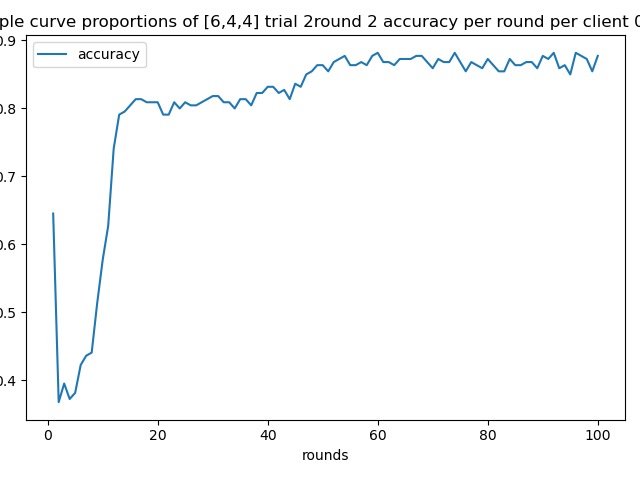 ple curve proportions of [6,4,4] trial 2round 2 accuracy per round per client 0
accuracy
0.9
0.8
0.7
0.6
0.5
0.4
0 20 40 60 80 100
rounds